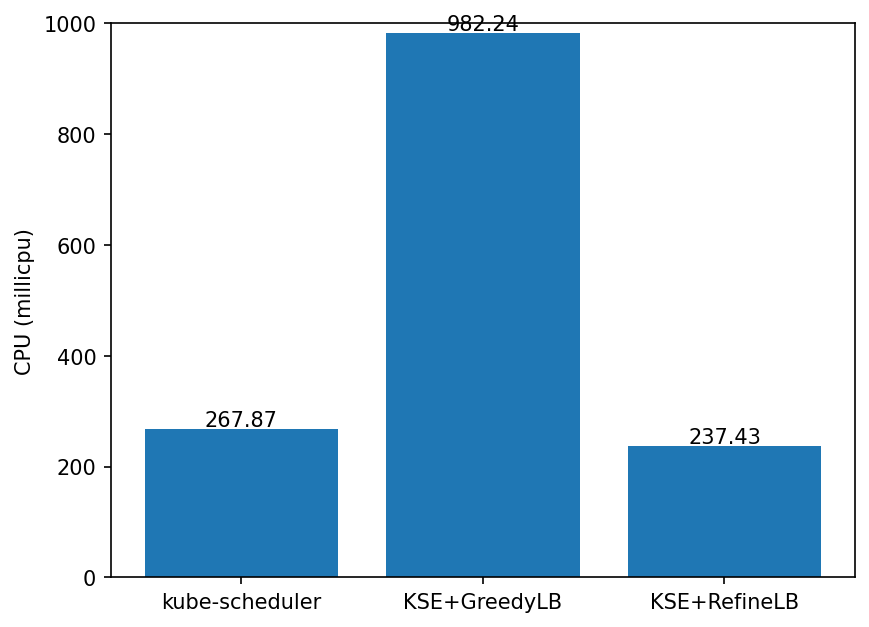 1000
800
600
400
200
0
CPU (millicpu)
982.24
267.87
237.43
kube-scheduler
KSE+GreedyLB
KSE+RefineLB